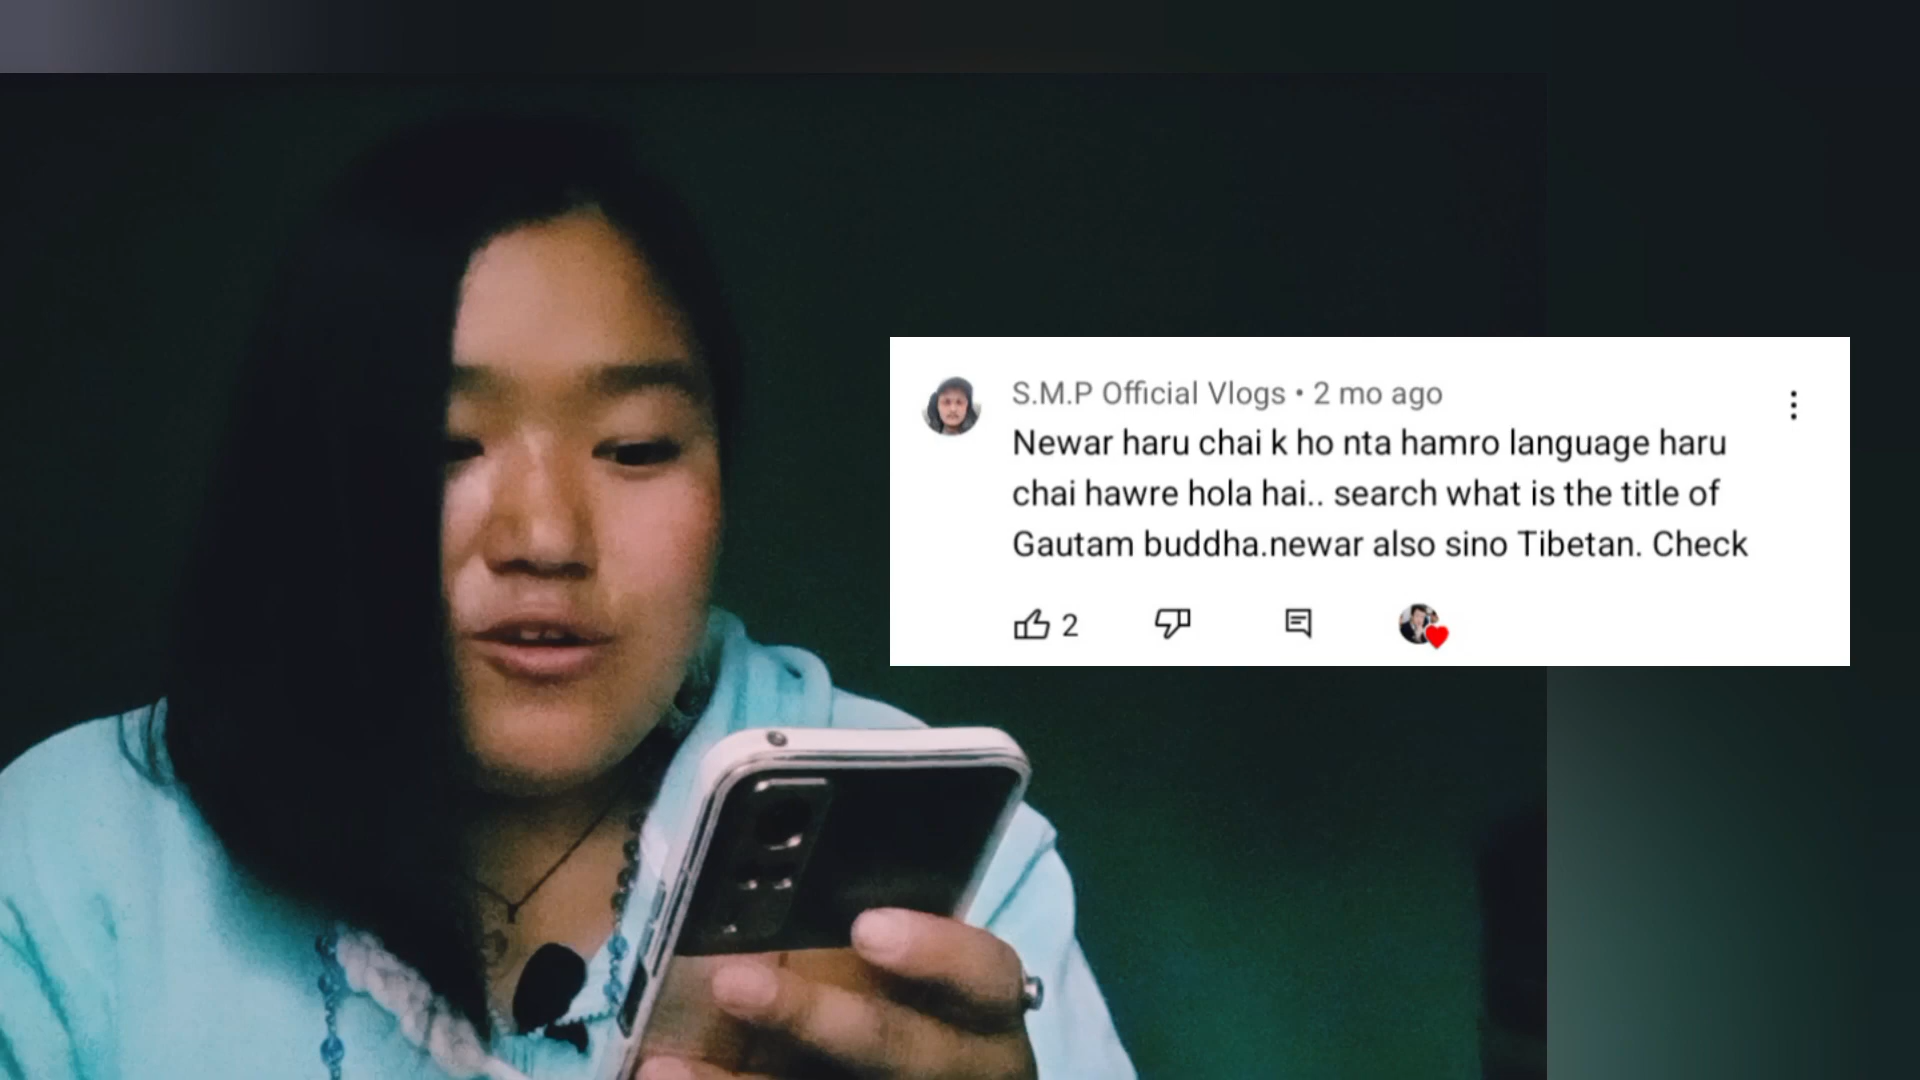 S.M.P Official Vlogs • 2 mo ago
Newar haru chai k ho nta hamro language haru
chai hawre hola hai.. search what is the title of
Gautam buddha.newar also sino Tibetan. Check
2